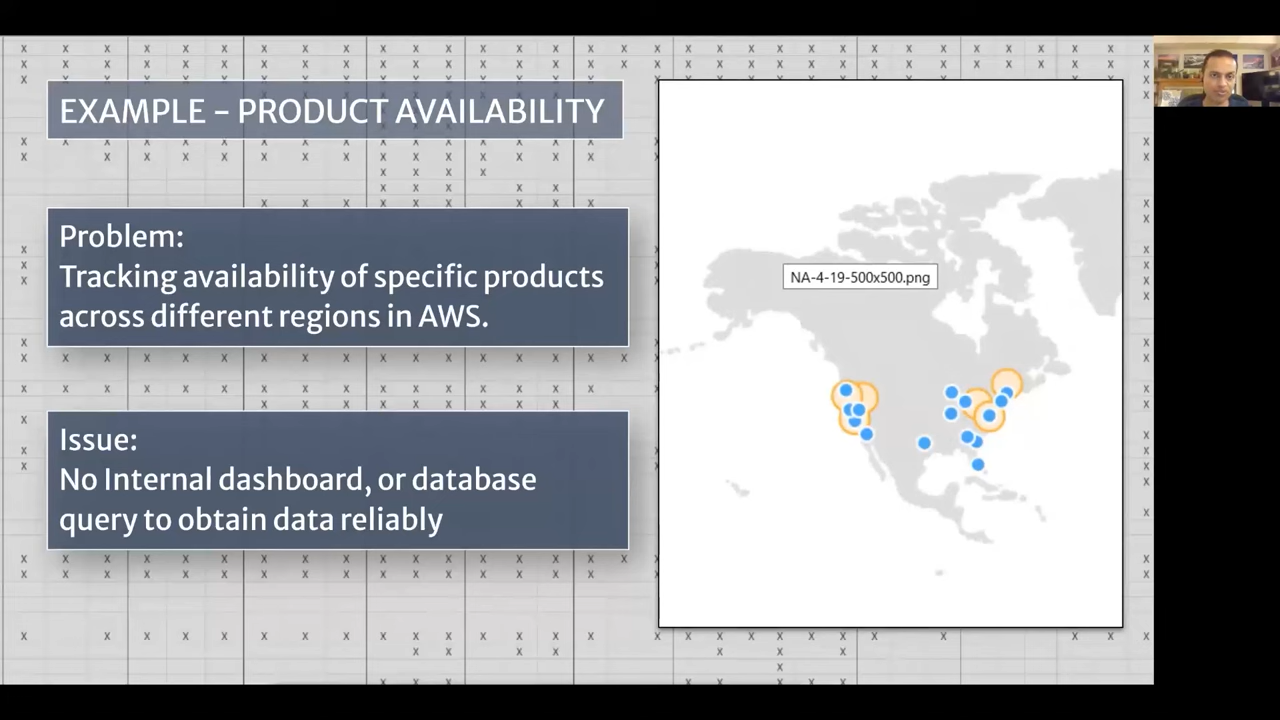 EXAMPLE – PRODUCT AVAILABILITY
Problem:
Tracking availability of specific products
across different regions in AWS.
Issue:
No Internal dashboard, or database
query to obtain data reliably
NA-4-19-500x500.png